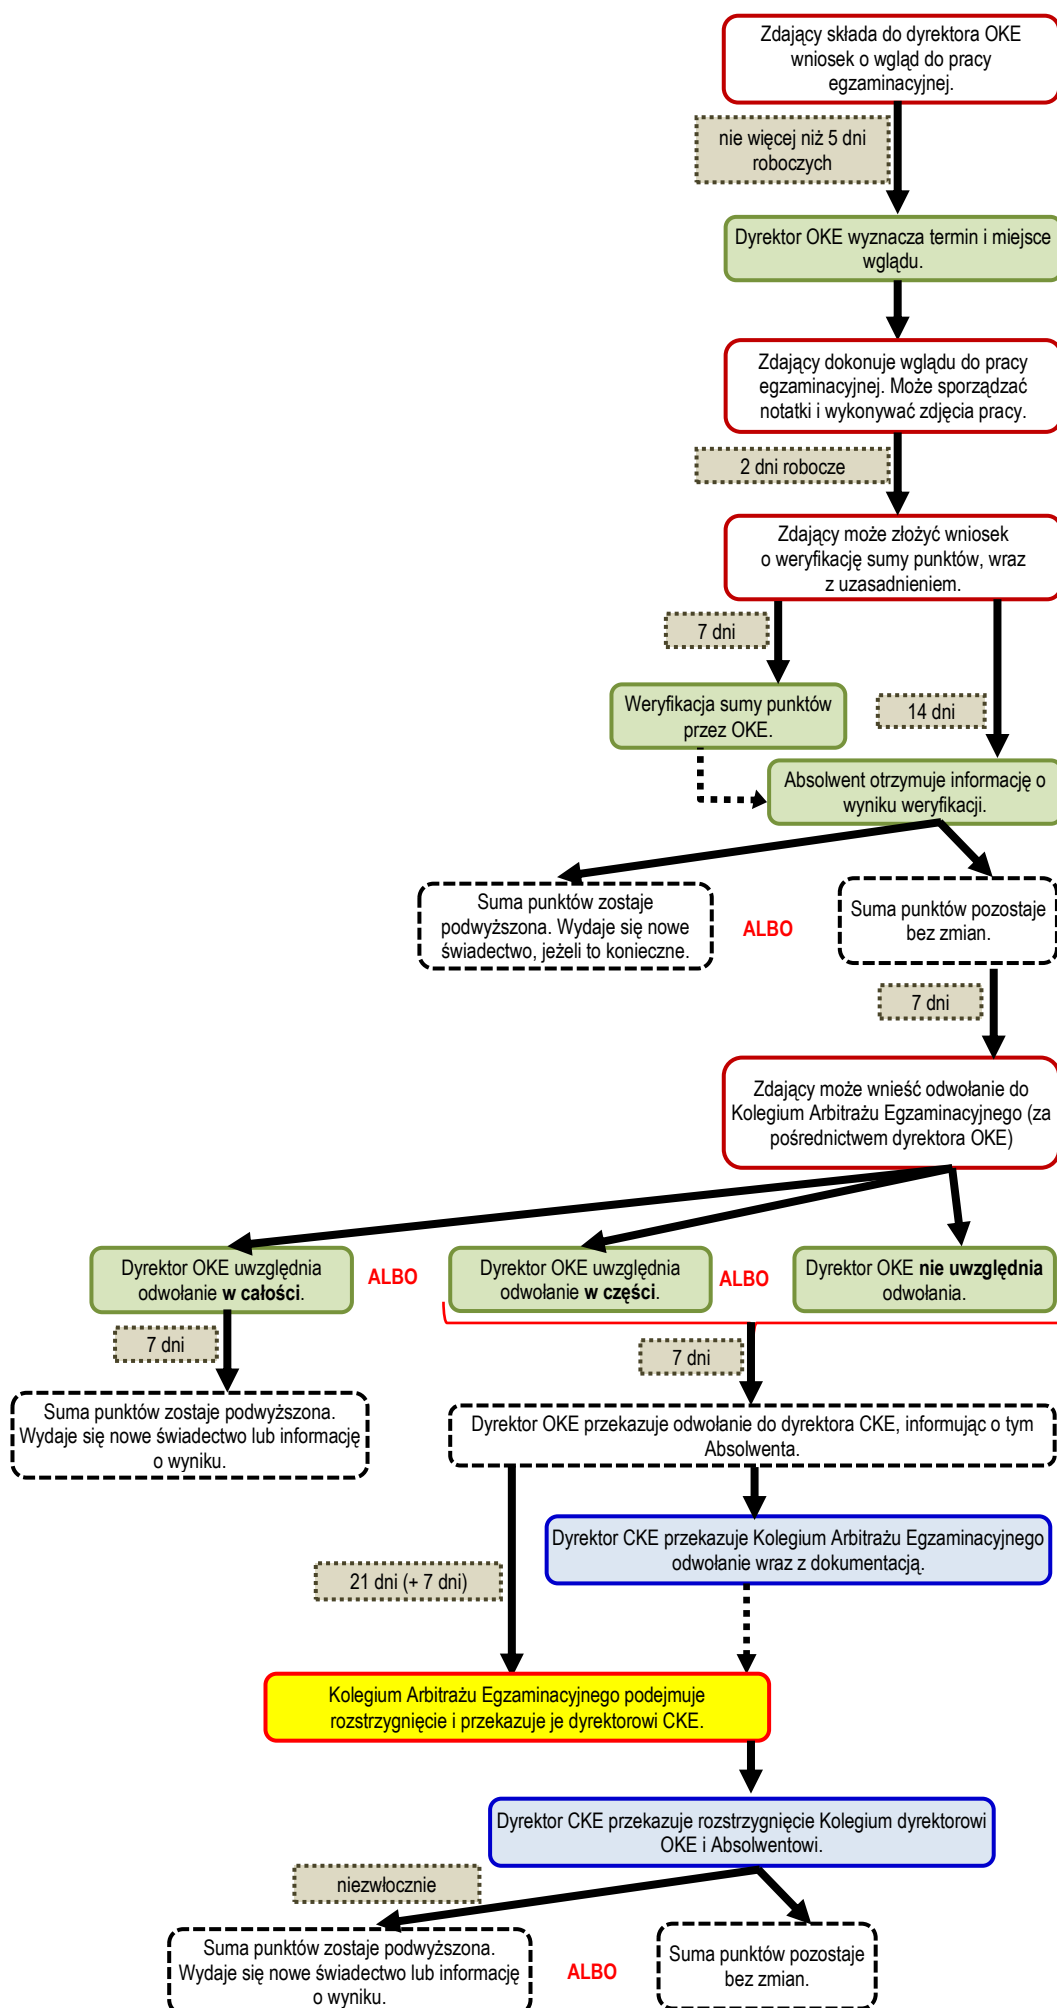 Zdający składa do dyrektora OKE
wniosek o wgląd do pracy
egzaminacyjnej.
nie więcej niż 5 dni
roboczych
Dyrektor OKE wyznacza termin i miejsce
wglądu.
Zdający dokonuje wglądu do pracy
egzaminacyjnej. Może sporządzać
notatki i wykonywać zdjęcia pracy.
2 dni robocze
Zdający może złożyć wniosek
o weryfikację sumy punktów, wraz
z uzasadnieniem.
7 dni
Weryfikacja sumy punktów
przez OKE.
14 dni
Absolwent otrzymuje informację o
wyniku weryfikacji.
Suma punktów zostaje
podwyższona. Wydaje się nowe
świadectwo, jeżeli to konieczne.
ALBO
Suma punktów pozostaje
bez zmian.
7 dni
Zdający może wnieść odwołanie do
Kolegium Arbitrażu Egzaminacyjnego (za
pośrednictwem dyrektora OKE)
Dyrektor OKE uwzględnia
odwołanie w całości.
ALBO
Dyrektor OKE uwzględnia
odwołanie w części.
ALBO
Dyrektor OKE nie uwzględnia
odwołania.
7 dni
7 dni
Suma punktów zostaje podwyższona.
Wydaje się nowe świadectwo lub informację
o wyniku.
Dyrektor OKE przekazuje odwołanie do dyrektora CKE, informując o tym
Absolwenta.
Dyrektor CKE przekazuje Kolegium Arbitrażu Egzaminacyjnego
odwołanie wraz z dokumentacją.
21 dni (+ 7 dni)
Kolegium Arbitrażu Egzaminacyjnego podejmuje
rozstrzygnięcie i przekazuje je dyrektorowi CKE.
Dyrektor CKE przekazuje rozstrzygnięcie Kolegium dyrektorowi
OKE i Absolwentowi.
niezwłocznie
Suma punktów zostaje podwyższona.
Wydaje się nowe świadectwo lub informację
o wyniku.
ALBO
Suma punktów pozostaje
bez zmian.